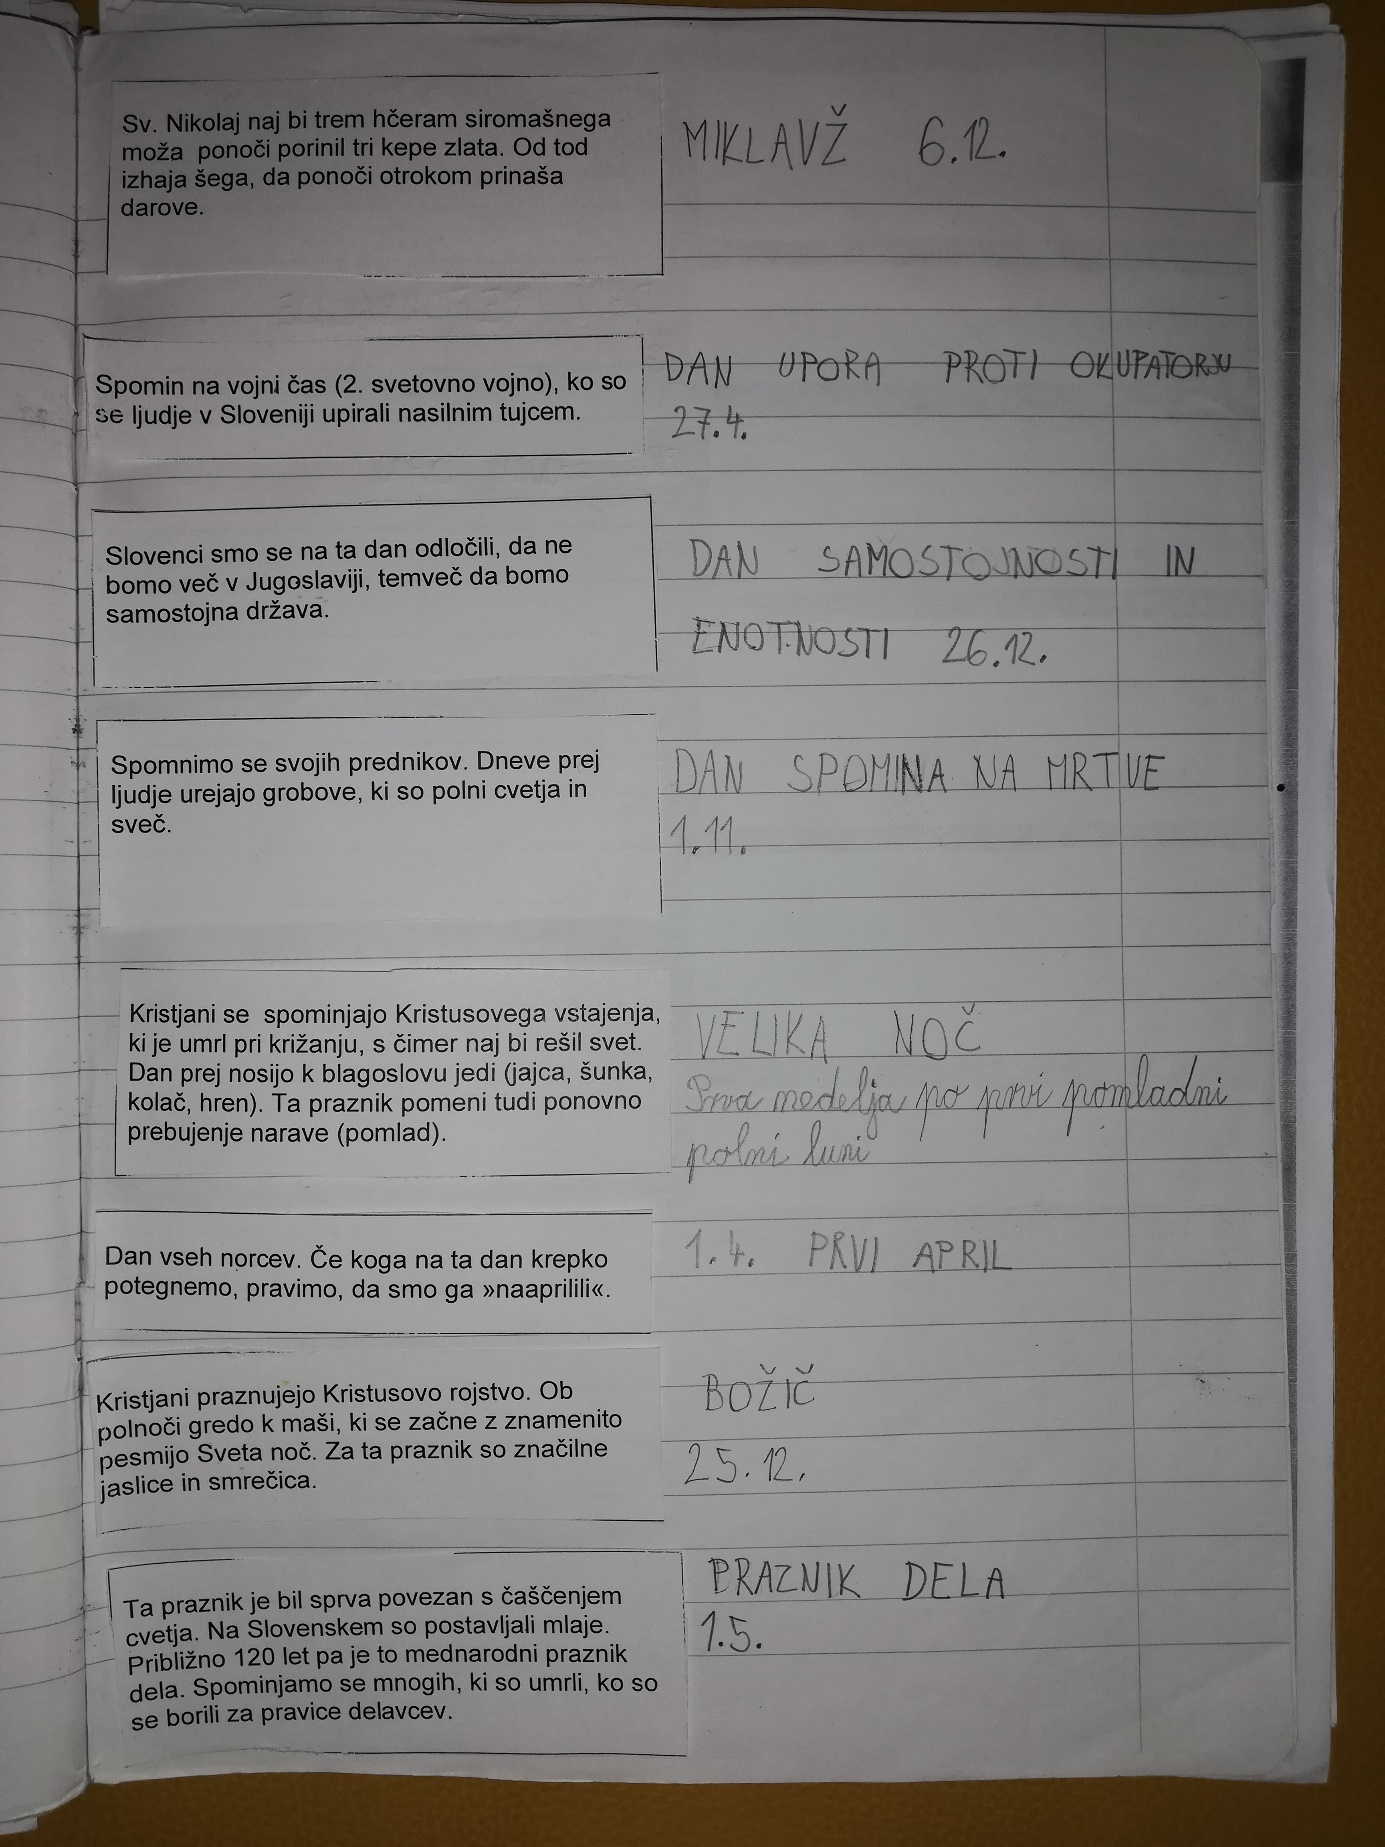 Sv. Nikolaj naj bi trem hčeram siromašnega
moža ponoči porinil tri kepe zlata. Od tod
izhaja šega, da ponoči otrokom prinaša
darove.
MIKLAVŽ 6.12.
Spomin na vojni čas (2. svetovno vojno), ko so
se ljudje v Sloveniji upirali nasilnim tujcem.
DAN UPORA PROTI OKUPATORJU
27.4.
Slovenci smo se na ta dan odločili, da ne
bomo več v Jugoslaviji, temveč da bomo
samostojna država.
DAN SAMOSTOJNOSTI IN
ENOTNOSTI 26.12.
Spomnimo se svojih prednikov. Dneve prej
ljudje urejajo grobove, ki so polni cvetja in
sveč.
DAN SPOMINA NA MRTVE
1.11.
Kristjani se spominjajo Kristusovega vstajenja,
ki je umrl pri križanju, s čimer naj bi rešil svet.
Dan prej nosijo k blagoslovu jedi (jajca, šunka,
kolač, hren). Ta praznik pomeni tudi ponovno
prebujenje narave (pomlad).
VELIKA NOČ
Prva nedelja po prvi pomladni
polni luni
Dan vseh norcev. Če koga na ta dan krepko
potegnemo, pravimo, da smo ga »naaprilili«.
1.4. PRVI APRIL
Kristjani praznujejo Kristusovo rojstvo. Ob
polnoči gredo k maši, ki se začne z znamenito
pesmijo Sveta noč. Za ta praznik so značilne
jaslice in smrečica.
BOŽIČ
25.12.
Ta praznik je bil sprva povezan s čaščenjem
cvetja. Na Slovenskem so postavljali mlaje.
Približno 120 let pa je to mednarodni praznik
dela. Spominjamo se mnogih, ki so umrli, ko so
se borili za pravice delavcev.
PRAZNIK DELA
1.5.